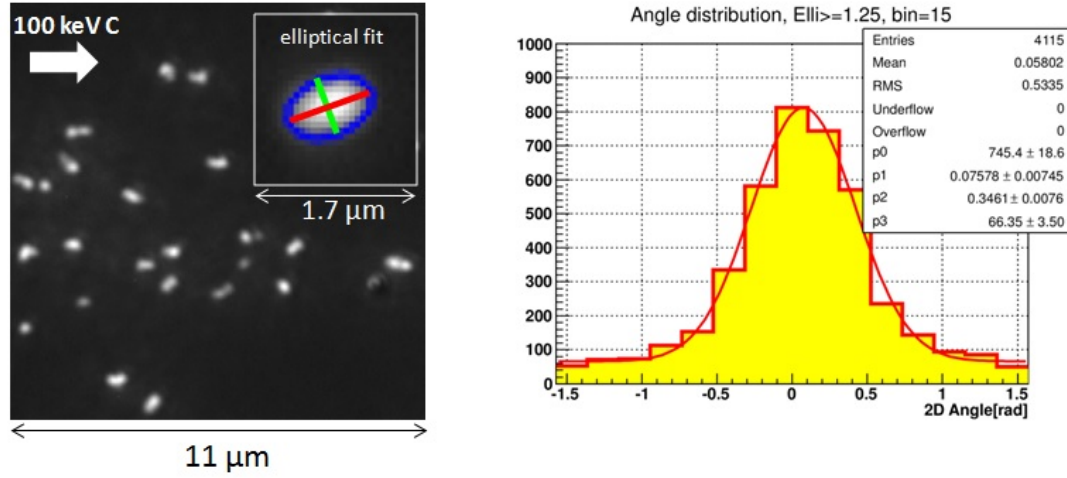 100 keV C
elliptical fit
1.7 µm
11 µm
Angle distribution, Elli>=1.25, bin=15
Entries 4115
Mean 0.05802
RMS 0.5335
Underflow 0
Overflow 0
p0 745.4 ± 18.6
p1 0.07578 ± 0.00745
p2 0.3461 ± 0.0076
p3 66.35 ± 3.50
1000
900
800
700
600
500
400
300
200
100
0
-1.5 -1 -0.5 0 0.5 1 1.5
2D Angle[rad]